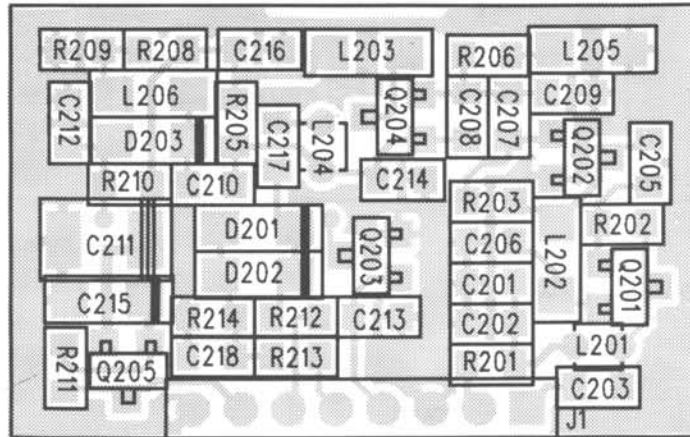 R209 R208 C216 L203 R206 L205
C212 L206 R205 C217 L204 Q204 C208 C207 C209
D203 Q202 C205
R210 C210 C214 R203 R202
C211 D201 Q203 C206 L202
D202 C201 Q201
C215 R214 R212 C213 C202
R211 Q205 C218 R213 R201 L201
C203
J1